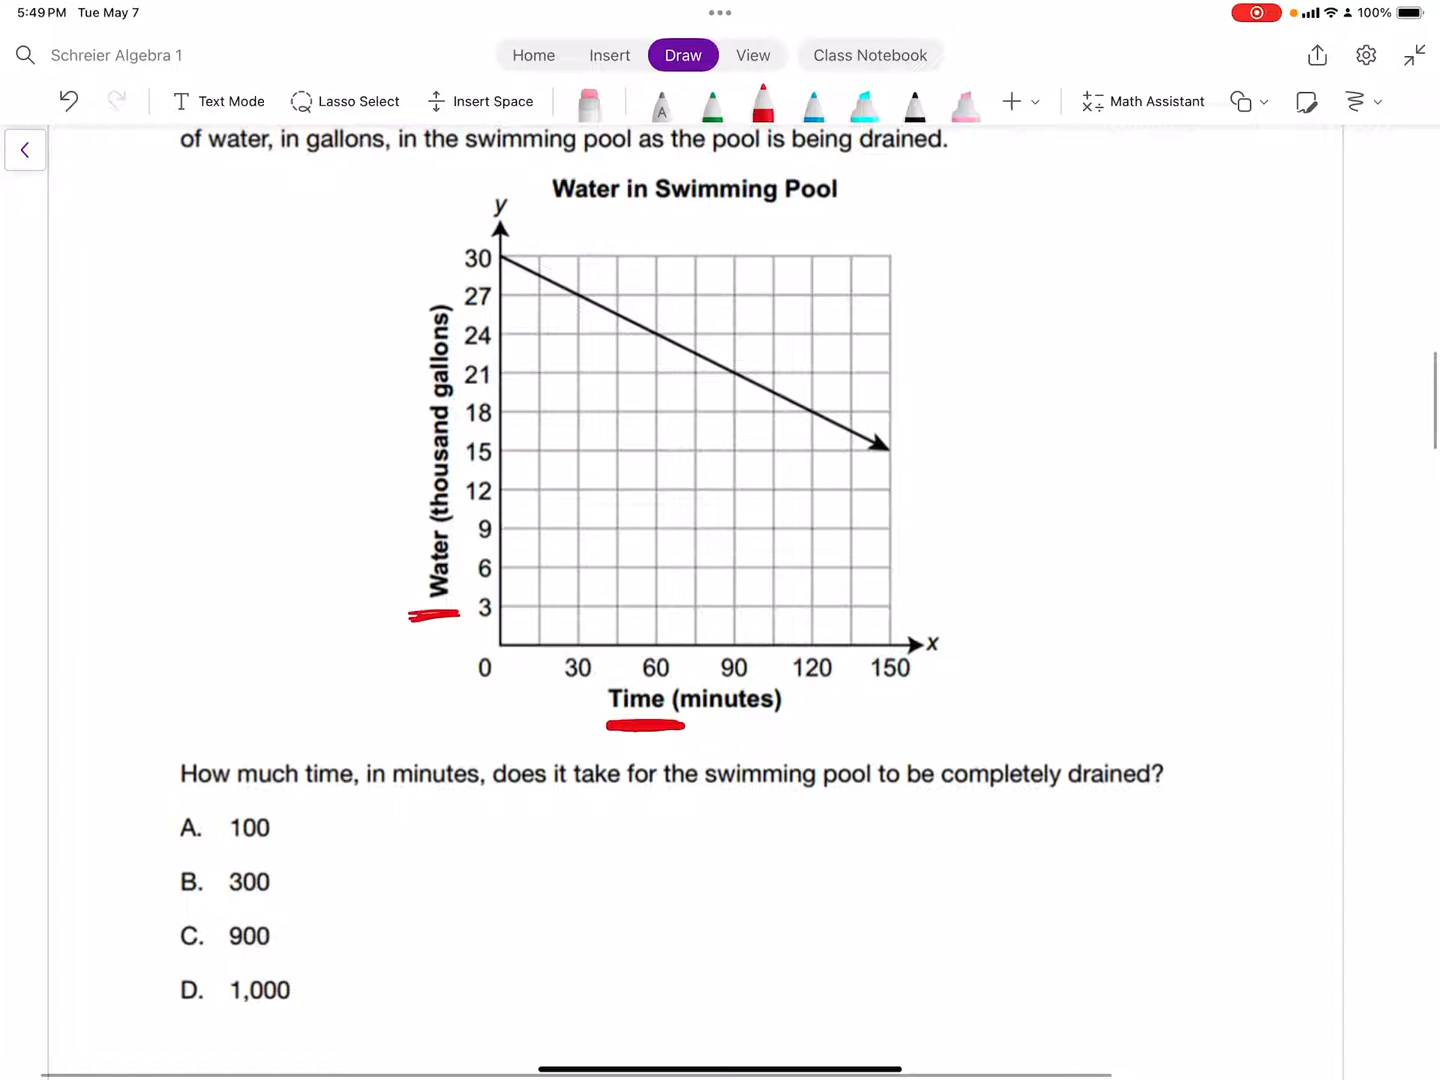 5:49 PM Tue May 7
100%
Schreier Algebra 1
Home Insert Draw View Class Notebook
Text Mode Lasso Select Insert Space A Math Assistant
of water, in gallons, in the swimming pool as the pool is being drained.
Water in Swimming Pool
y
30
27
24
21
18
15
12
9
6
3
Water (thousand gallons)
x
0 30 60 90 120 150
Time (minutes)
How much time, in minutes, does it take for the swimming pool to be completely drained?
A. 100
B. 300
C. 900
D. 1,000